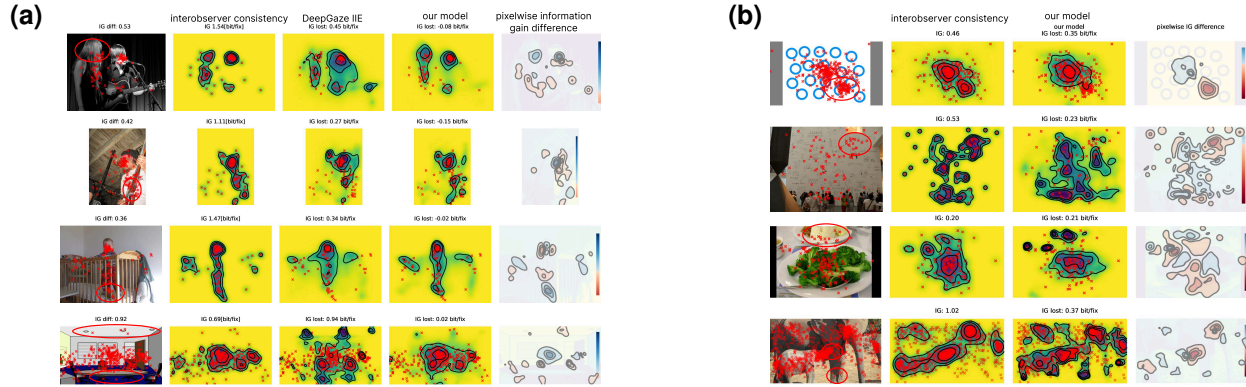 (a)
interobserver consistency
DeepGaze IIE
our model
pixelwise information
gain difference
IG diff: 0.53
IG 1.54[bit/fix]
IG lost: 0.45 bit/fix
IG lost: -0.08 bit/fix
IG diff: 0.42
IG 1.11[bit/fix]
IG lost: 0.27 bit/fix
IG lost: -0.15 bit/fix
IG diff: 0.36
IG 1.47[bit/fix]
IG lost: 0.34 bit/fix
IG lost: -0.02 bit/fix
IG diff: 0.92
IG 0.69[bit/fix]
IG lost: 0.94 bit/fix
IG lost: 0.02 bit/fix
(b)
interobserver consistency
our model
our model
pixelwise IG difference
IG: 0.46
IG lost: 0.35 bit/fix
IG: 0.53
IG lost: 0.23 bit/fix
IG: 0.20
IG lost: 0.21 bit/fix
IG: 1.02
IG lost: 0.37 bit/fix